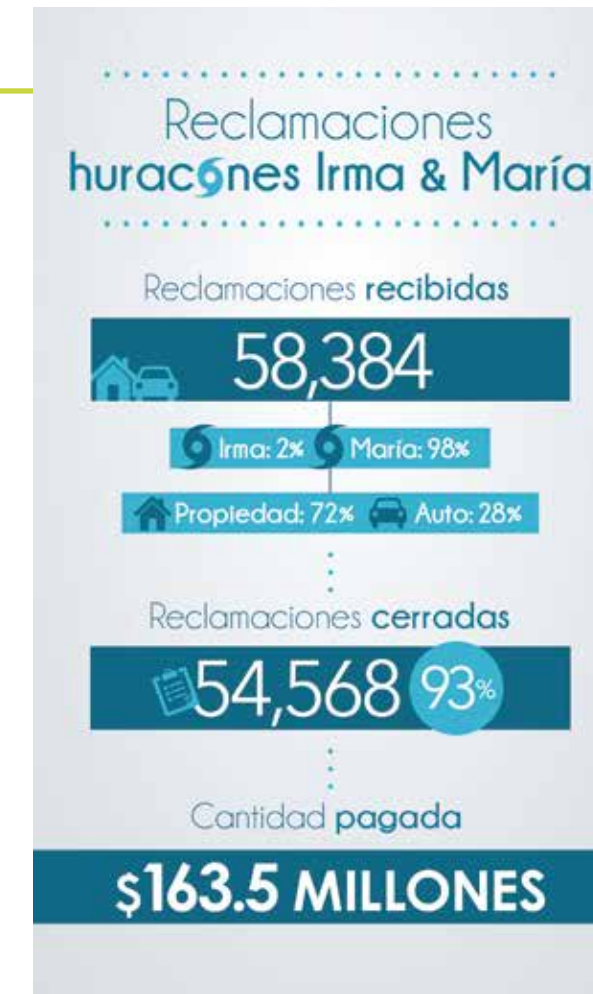 Reclamaciones
huracanes Irma & María
Reclamaciones recibidas
58,384
Irma: 2% María: 98%
Propiedad: 72% Auto: 28%
Reclamaciones cerradas
54,568 93%
Cantidad pagada
$163.5 MILLONES